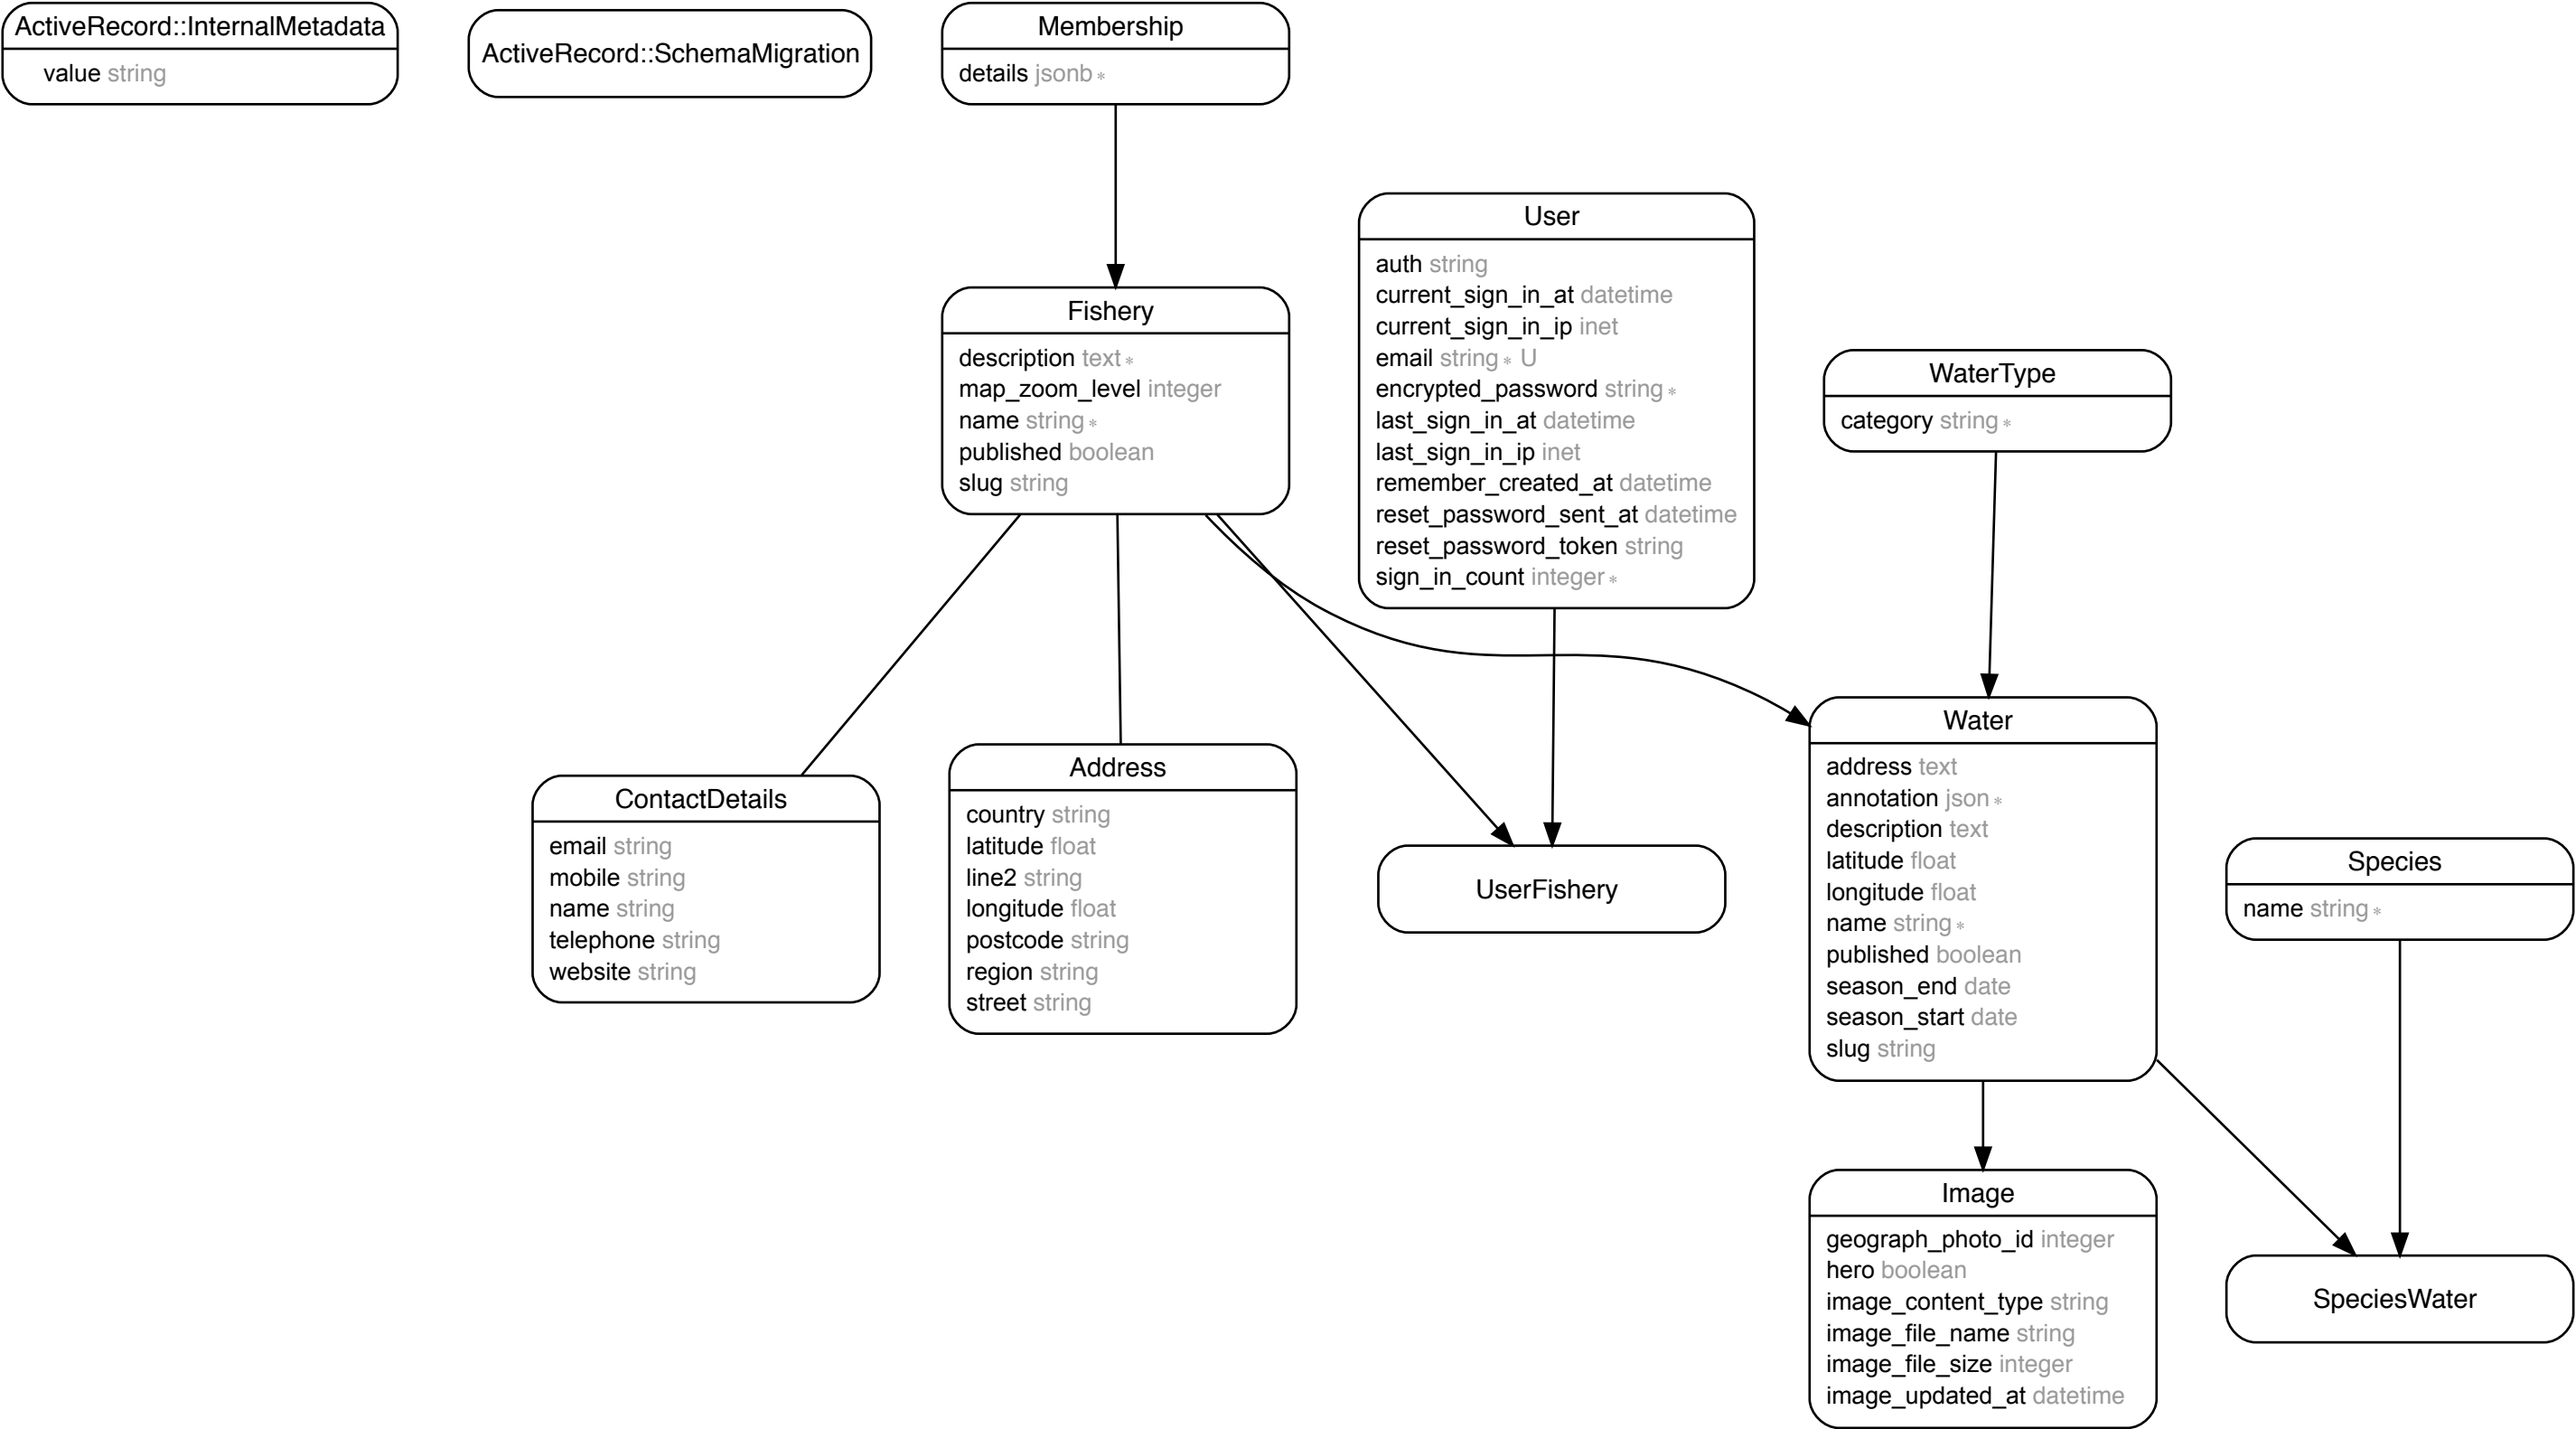 ActiveRecord::InternalMetadata
value string
ActiveRecord::SchemaMigration
Membership
details jsonb *
Fishery
description text *
map_zoom_level integer
name string *
published boolean
slug string
User
auth string
current_sign_in_at datetime
current_sign_in_ip inet
email string * U
encrypted_password string *
last_sign_in_at datetime
last_sign_in_ip inet
remember_created_at datetime
reset_password_sent_at datetime
reset_password_token string
sign_in_count integer *
WaterType
category string *
ContactDetails
email string
mobile string
name string
telephone string
website string
Address
country string
latitude float
line2 string
longitude float
postcode string
region string
street string
UserFishery
Water
address text
annotation json *
description text
latitude float
longitude float
name string *
published boolean
season_end date
season_start date
slug string
Species
name string *
Image
geograph_photo_id integer
hero boolean
image_content_type string
image_file_name string
image_file_size integer
image_updated_at datetime
SpeciesWater